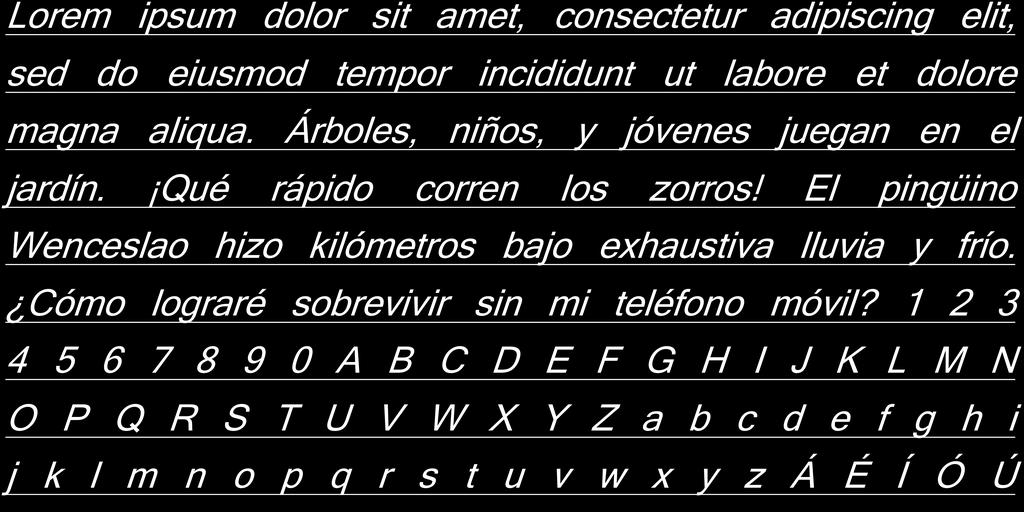 Lorem ipsum dolor sit amet, consectetur adipiscing elit,
sed do eiusmod tempor incididunt ut labore et dolore
magna aliqua. Árboles, niños, y jóvenes juegan en el
jardín. ¡Qué rápido corren los zorros! El pingüino
Wenceslao hizo kilómetros bajo exhaustiva lluvia y frío.
¿Cómo lograré sobrevivir sin mi teléfono móvil? 1 2 3
4 5 6 7 8 9 0 A B C D E F G H I J K L M N
O P Q R S T U V W X Y Z a b c d e f g h i
j k l m n o p q r s t u v w x y z Á É Í Ó Ú